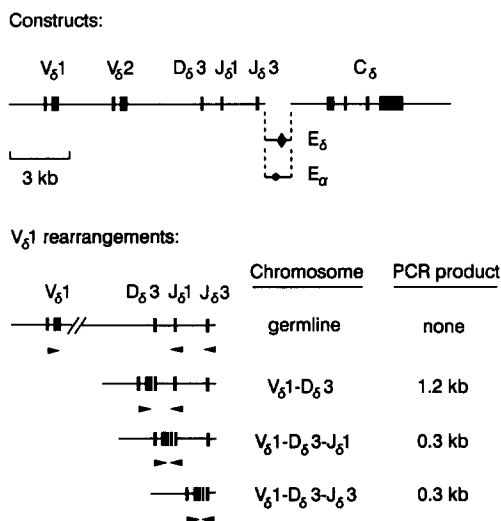 Constructs:
Vδ1 Vδ2 Dδ3 Jδ1 Jδ3 Cδ
Eδ
3 kb
Eα
Vδ1 rearrangements:
Chromosome PCR product
Vδ1 Dδ3 Jδ1 Jδ3
germline none
Vδ1-Dδ3 1.2 kb
Vδ1-Dδ3-Jδ1 0.3 kb
Vδ1-Dδ3-Jδ3 0.3 kb